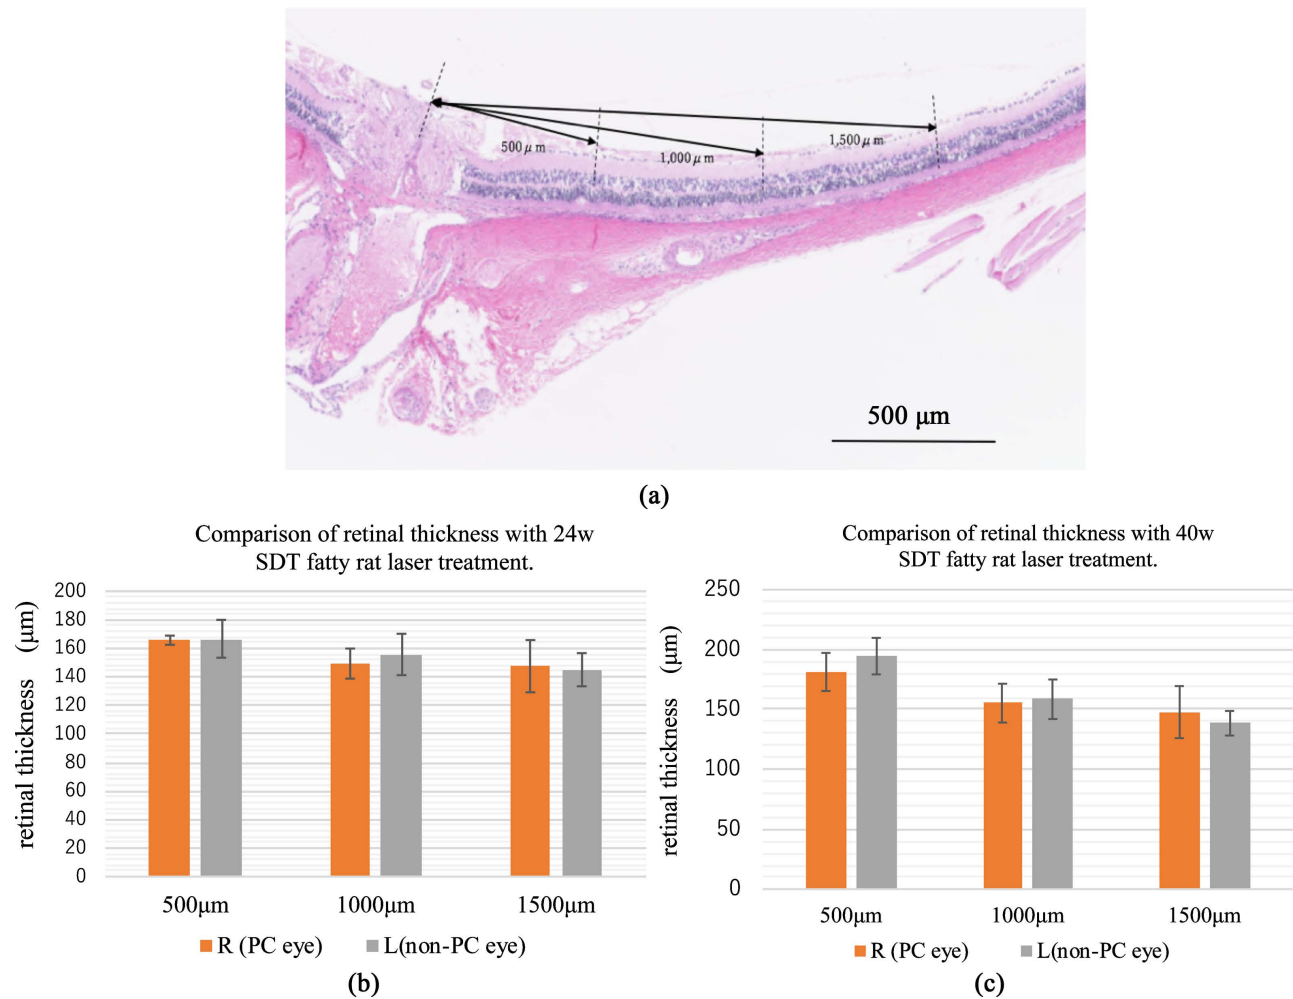 500 μm
1,000 μm
1,500 μm
500 μm
(a)
Comparison of retinal thickness with 24w
SDT fatty rat laser treatment.
retinal thickness (μm)
200
180
160
140
120
100
80
60
40
20
0
500μm
1000μm
1500μm
R (PC eye)
L(non-PC eye)
(b)
Comparison of retinal thickness with 40w
SDT fatty rat laser treatment.
retinal thickness (μm)
250
200
150
100
50
0
500μm
1000μm
1500μm
R (PC eye)
L(non-PC eye)
(c)